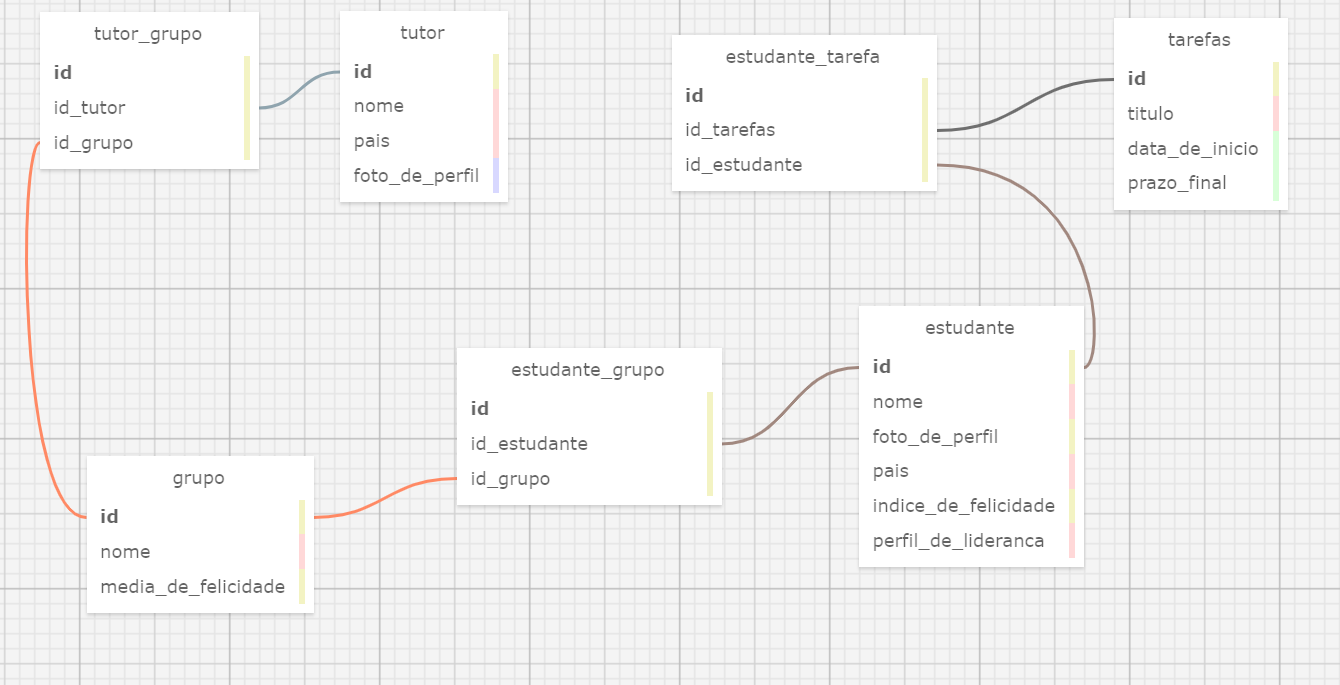 tutor_grupo
id
id_tutor
id_grupo
tutor
id
nome
pais
foto_de_perfil
estudante_tarefa
id
id_tarefas
id_estudante
tarefas
id
titulo
data_de_inicio
prazo_final
estudante
id
nome
foto_de_perfil
pais
indice_de_felicidade
perfil_de_lideranca
estudante_grupo
id
id_estudante
id_grupo
grupo
id
nome
media_de_felicidade